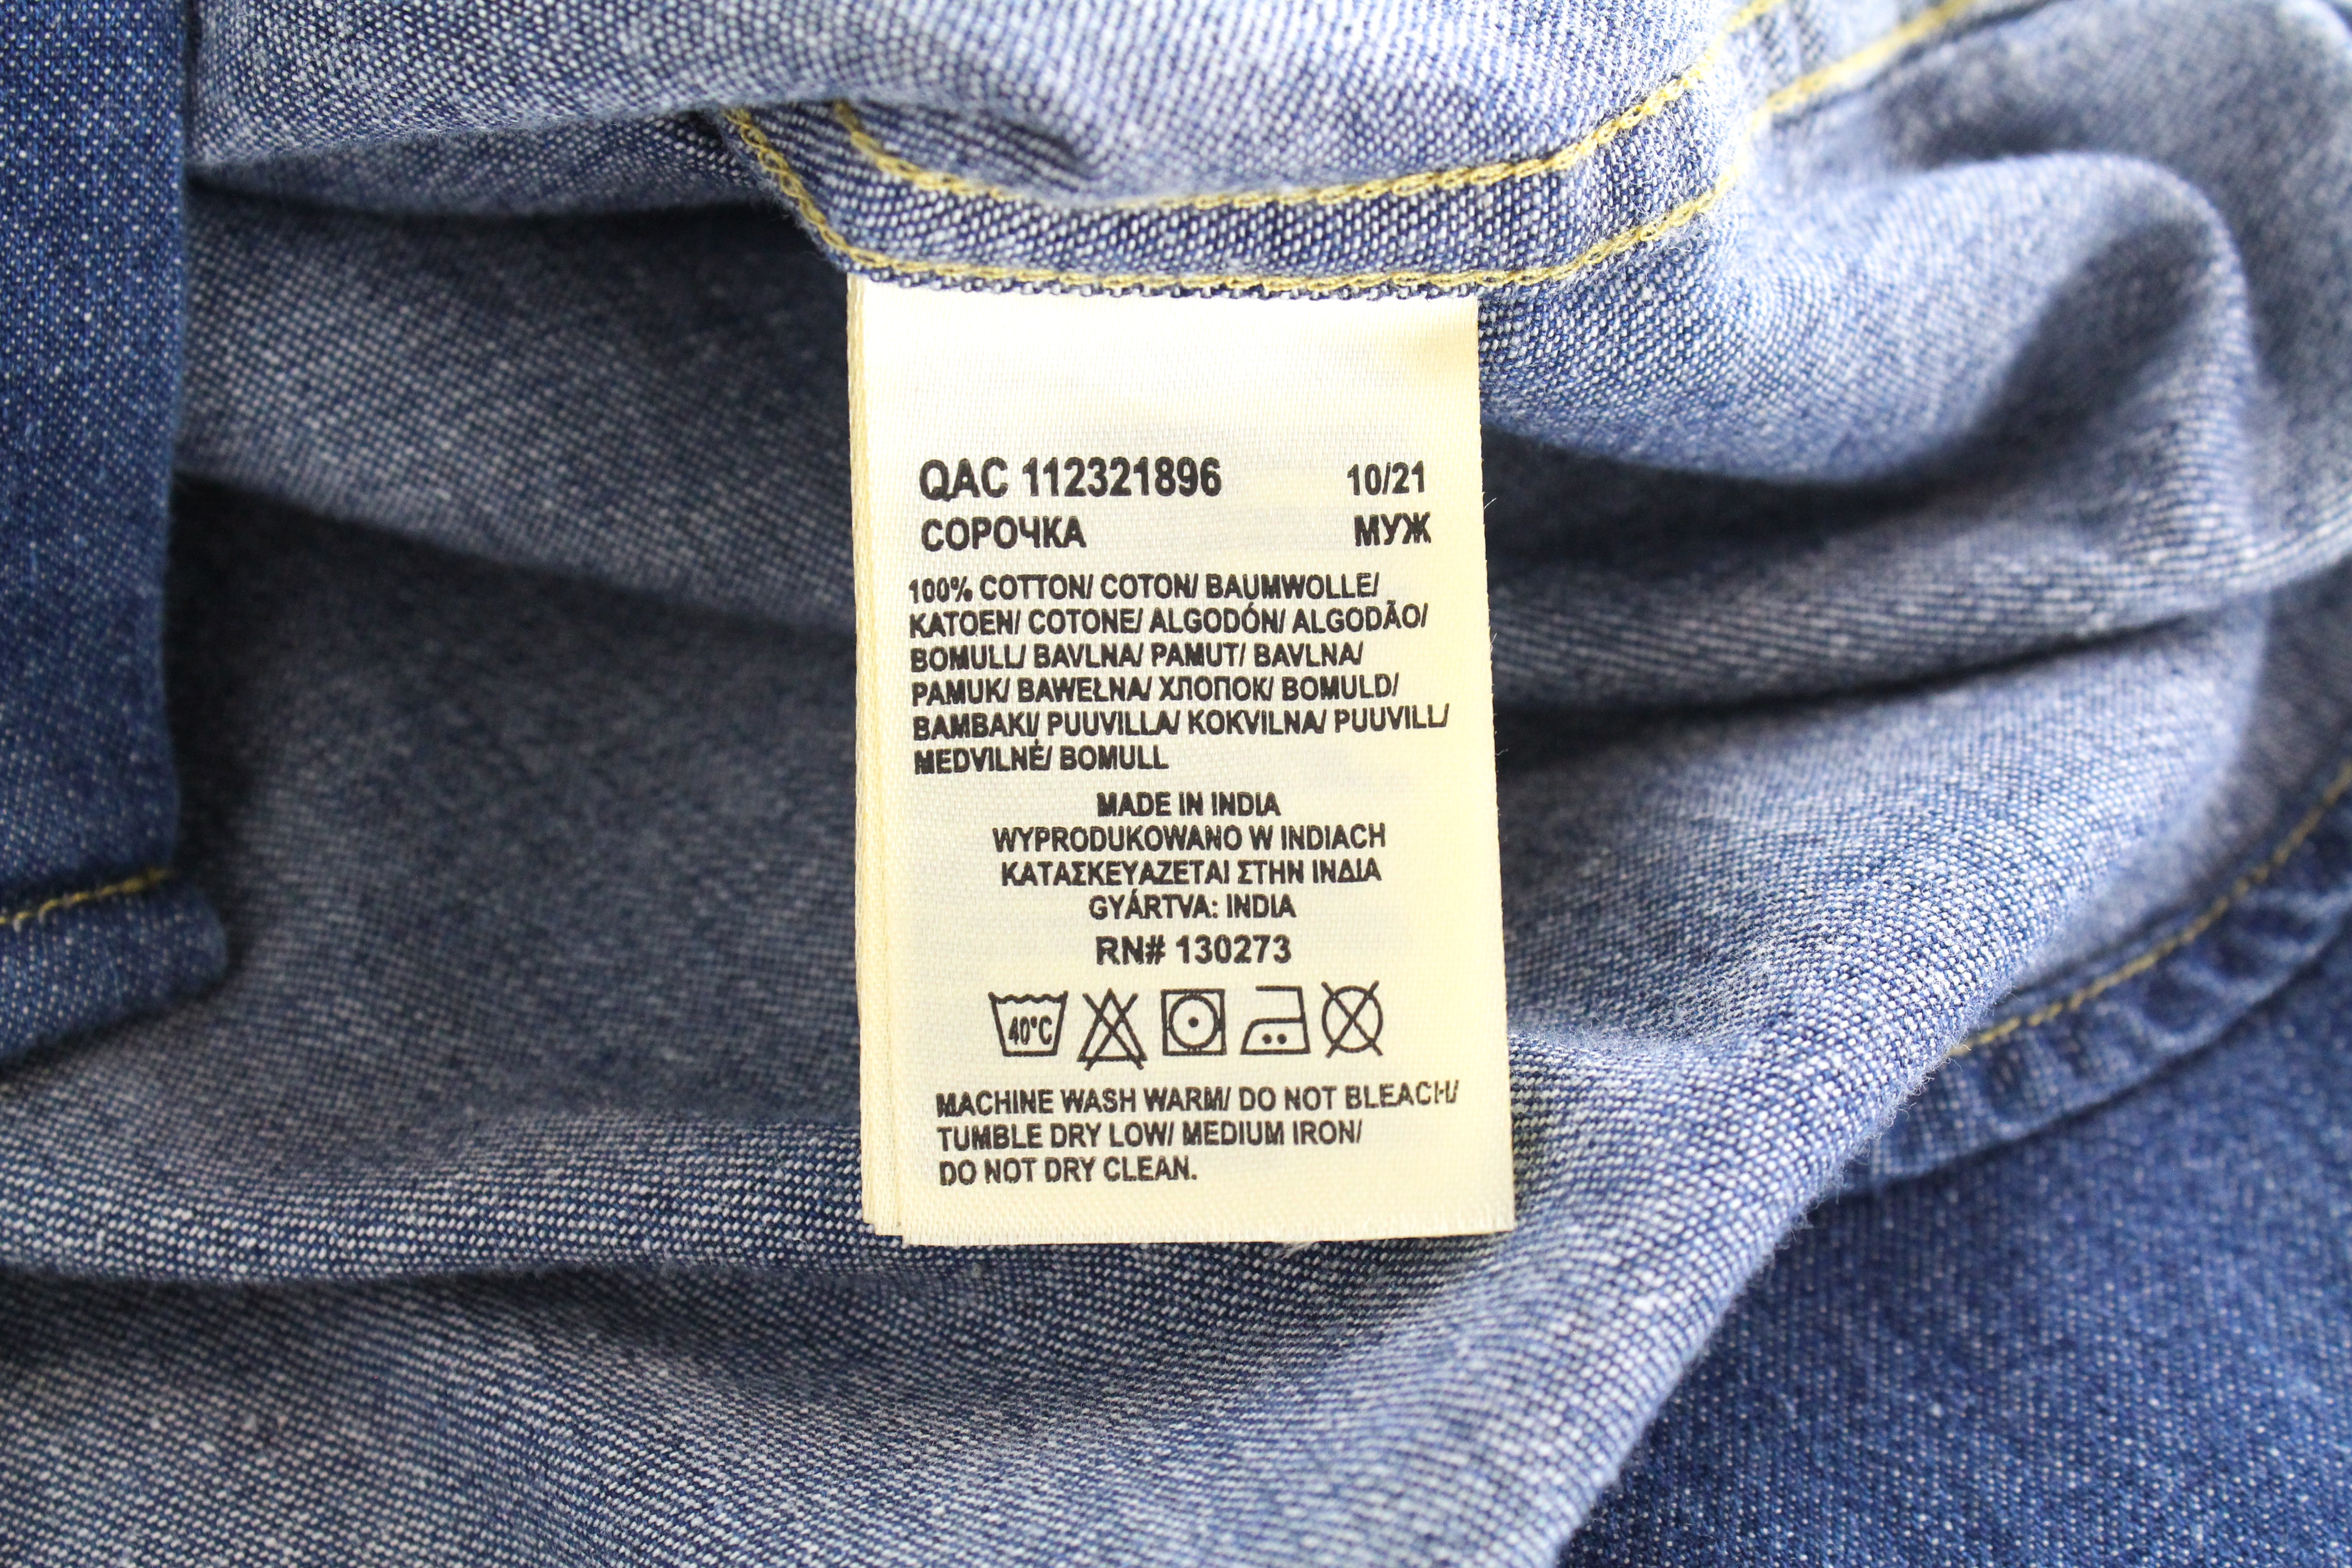 QAC 112321896 10/21
СОРОЧКА МУЖ
100% COTTON/ COTON/ BAUMWOLLE/
KATOEN/ COTONE/ ALGODÓN/ ALGODÃO/
BOMULL/ BAVLNA/ PAMUT/ BAVLNA/
PAMUK/ BAWEŁNA/ ХЛОПОК/ BOMULD/
BAMBAKI/ PUUVILLA/ KOKVILNA/ PUUVILL/
MEDVILNĖ/ BOMULL
MADE IN INDIA
WYPRODUKOWANO W INDIACH
ΚΑΤΑΣΚΕΥΑΖΕΤΑΙ ΣΤΗΝ ΙΝΔΙΑ
GYÁRTVA: INDIA
RN# 130273
40°C
MACHINE WASH WARM/ DO NOT BLEACH/
TUMBLE DRY LOW/ MEDIUM IRON/
DO NOT DRY CLEAN.